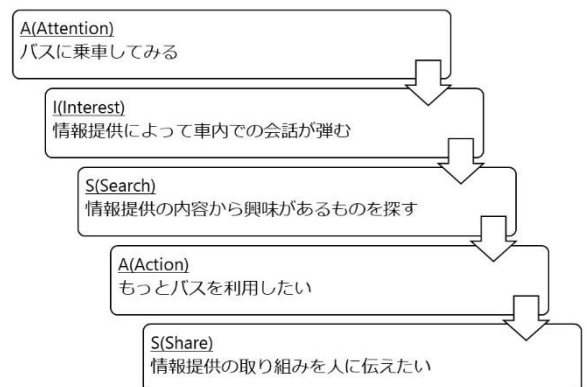 A(Attention)
バスに乗車してみる
I(Interest)
情報提供によって車内での会話が弾む
S(Search)
情報提供の内容から興味があるものを探す
A(Action)
もっとバスを利用したい
S(Share)
情報提供の取り組みを人に伝えたい